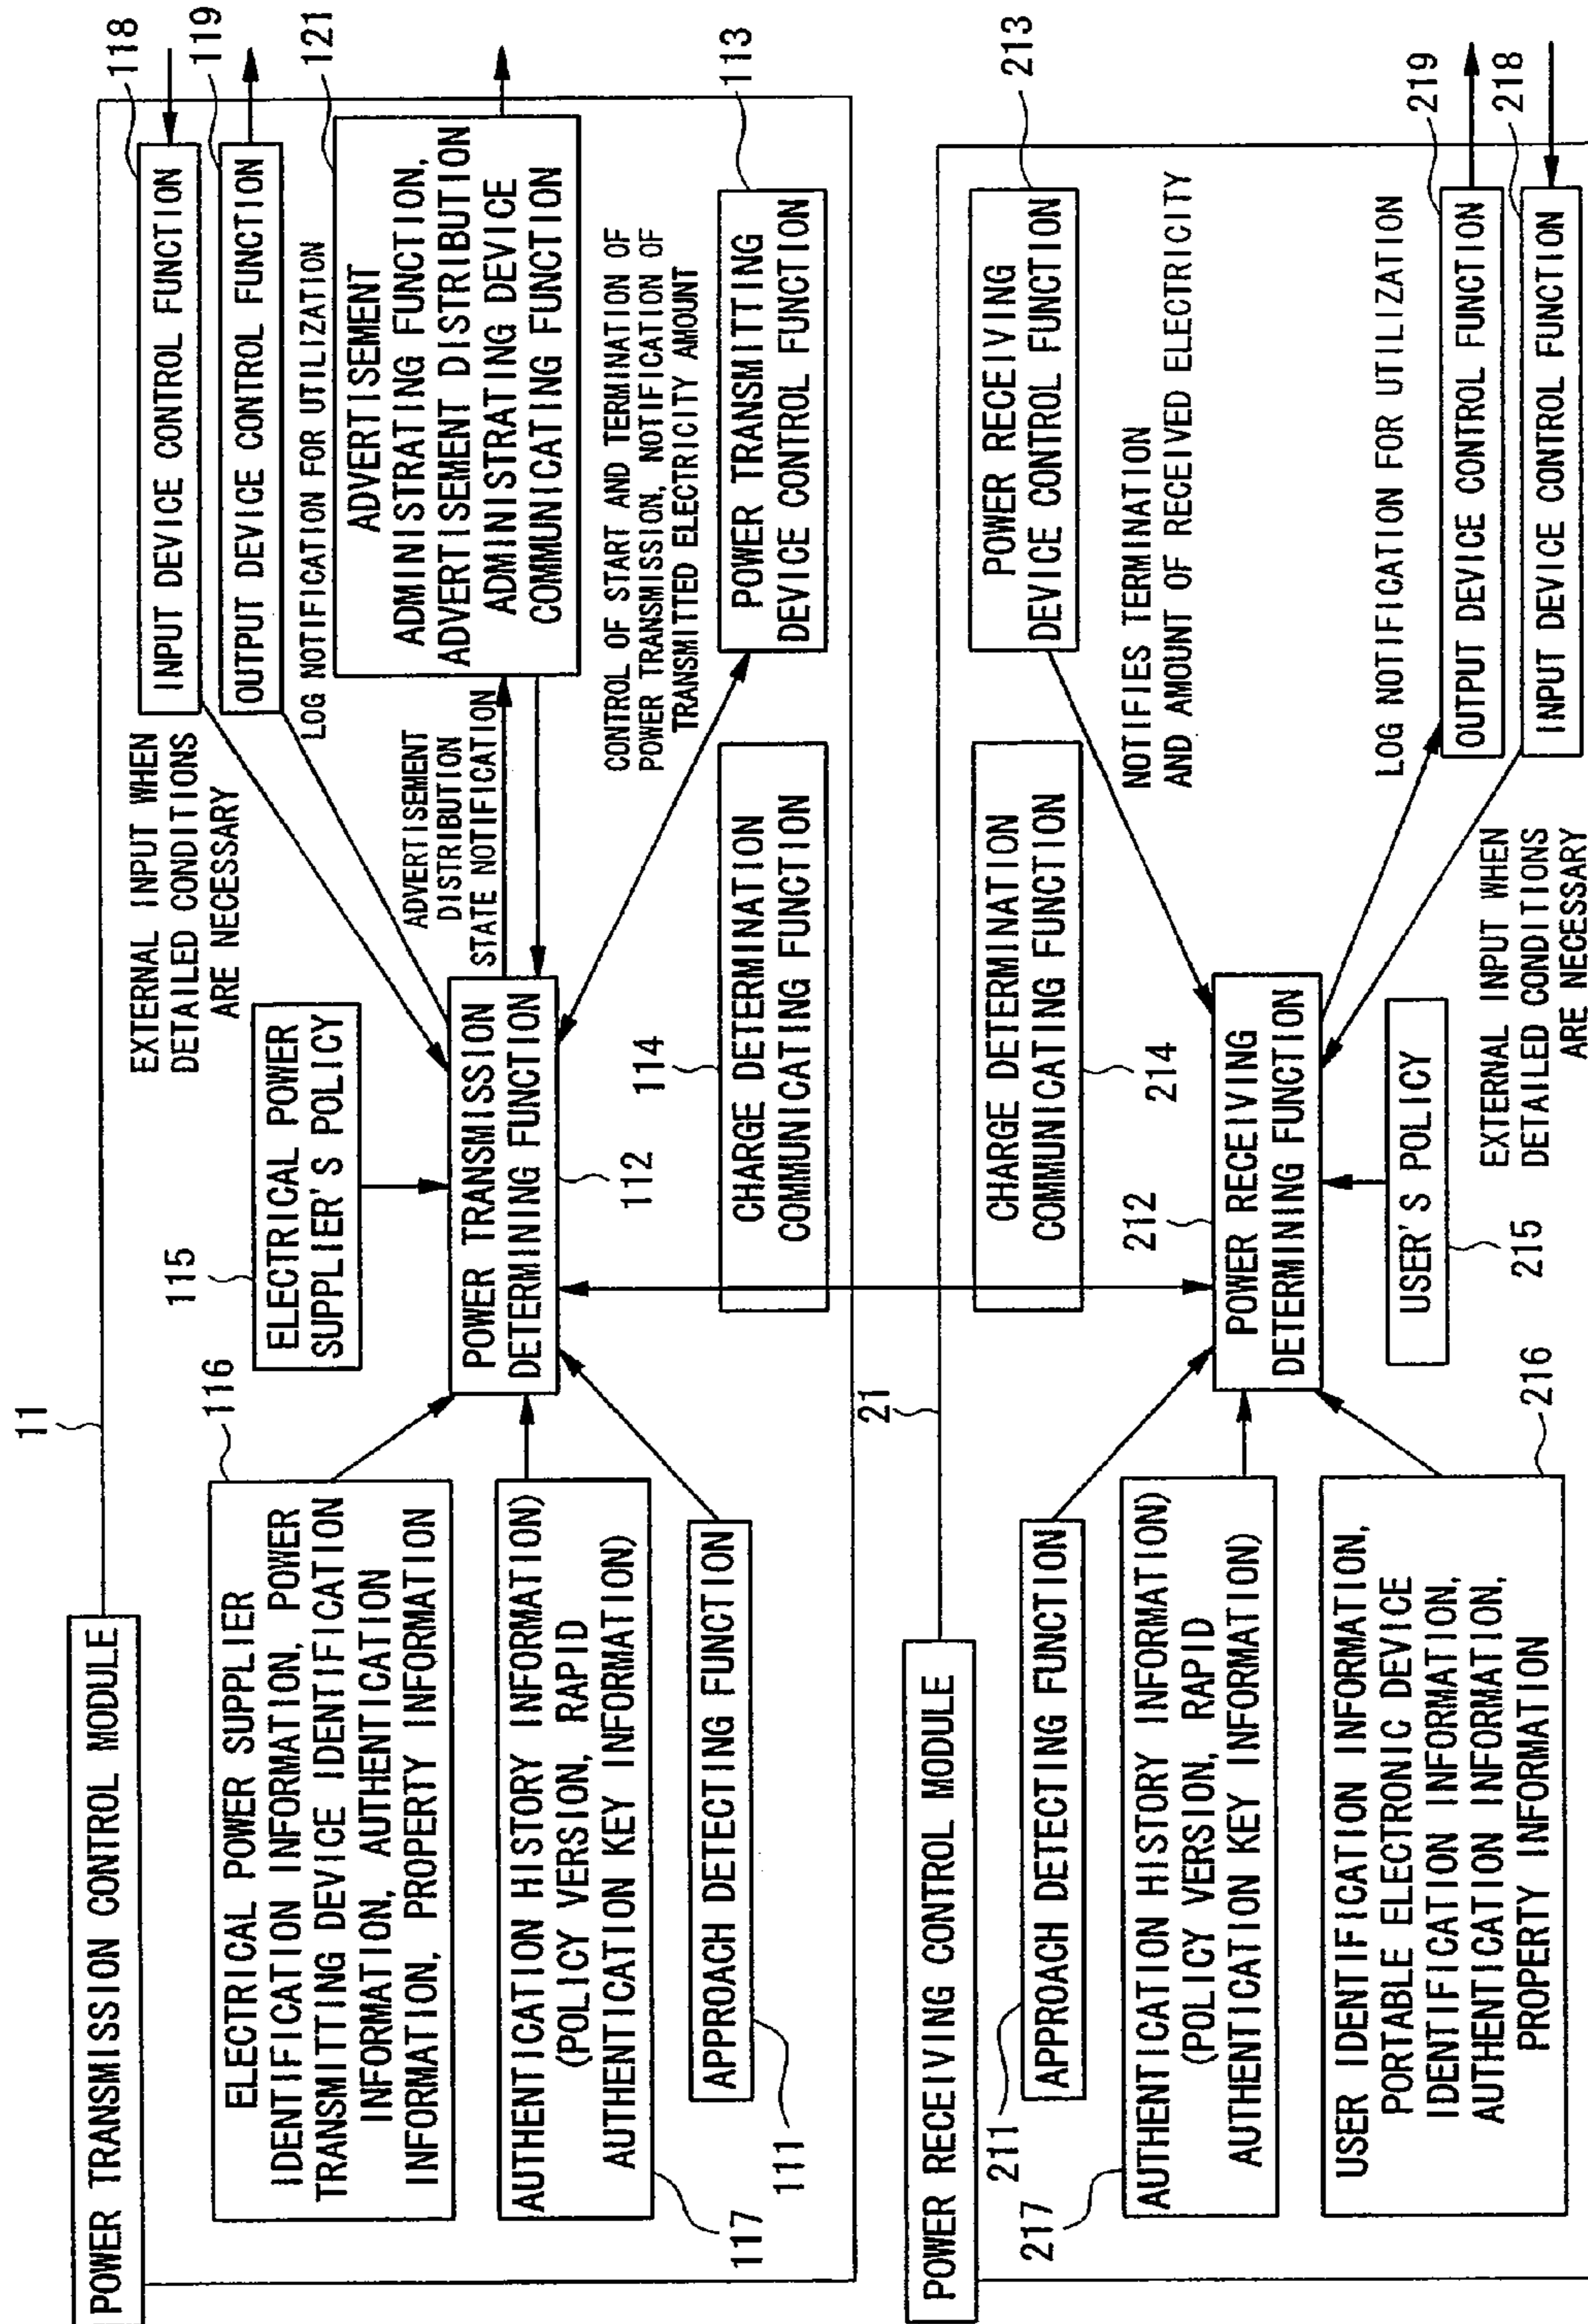 POWER TRANSMISSION CONTROL MODULE
11
ELECTRICAL POWER SUPPLIER
IDENTIFICATION INFORMATION, POWER
TRANSMITTING DEVICE IDENTIFICATION
INFORMATION, AUTHENTICATION
INFORMATION, PROPERTY INFORMATION
116
AUTHENTICATION HISTORY INFORMATION)
(POLICY VERSION, RAPID
AUTHENTICATION KEY INFORMATION)
117
APPROACH DETECTING FUNCTION
111
115
ELECTRICAL POWER
SUPPLIER'S POLICY
POWER TRANSMISSION
DETERMINING FUNCTION
112
CHARGE DETERMINATION
COMMUNICATING FUNCTION
114
EXTERNAL INPUT WHEN
DETAILED CONDITIONS
ARE NECESSARY
INPUT DEVICE CONTROL FUNCTION
118
OUTPUT DEVICE CONTROL FUNCTION
119
LOG NOTIFICATION FOR UTILIZATION
ADVERTISEMENT
DISTRIBUTION
STATE NOTIFICATION
ADVERTISEMENT
ADMINISTRATING FUNCTION,
ADVERTISEMENT DISTRIBUTION
ADMINISTRATING DEVICE
COMMUNICATING FUNCTION
121
CONTROL OF START AND TERMINATION OF
POWER TRANSMISSION, NOTIFICATION OF
TRANSMITTED ELECTRICITY AMOUNT
POWER TRANSMITTING
DEVICE CONTROL FUNCTION
113
POWER RECEIVING CONTROL MODULE
21
211
APPROACH DETECTING FUNCTION
217
AUTHENTICATION HISTORY INFORMATION)
(POLICY VERSION, RAPID
AUTHENTICATION KEY INFORMATION)
USER IDENTIFICATION INFORMATION,
PORTABLE ELECTRONIC DEVICE
IDENTIFICATION INFORMATION,
AUTHENTICATION INFORMATION,
PROPERTY INFORMATION
216
CHARGE DETERMINATION
COMMUNICATING FUNCTION
214
212
POWER RECEIVING
DETERMINING FUNCTION
USER'S POLICY
215
POWER RECEIVING
DEVICE CONTROL FUNCTION
213
NOTIFIES TERMINATION
AND AMOUNT OF RECEIVED ELECTRICITY
LOG NOTIFICATION FOR UTILIZATION
OUTPUT DEVICE CONTROL FUNCTION
219
INPUT DEVICE CONTROL FUNCTION
218
EXTERNAL INPUT WHEN
DETAILED CONDITIONS
ARE NECESSARY